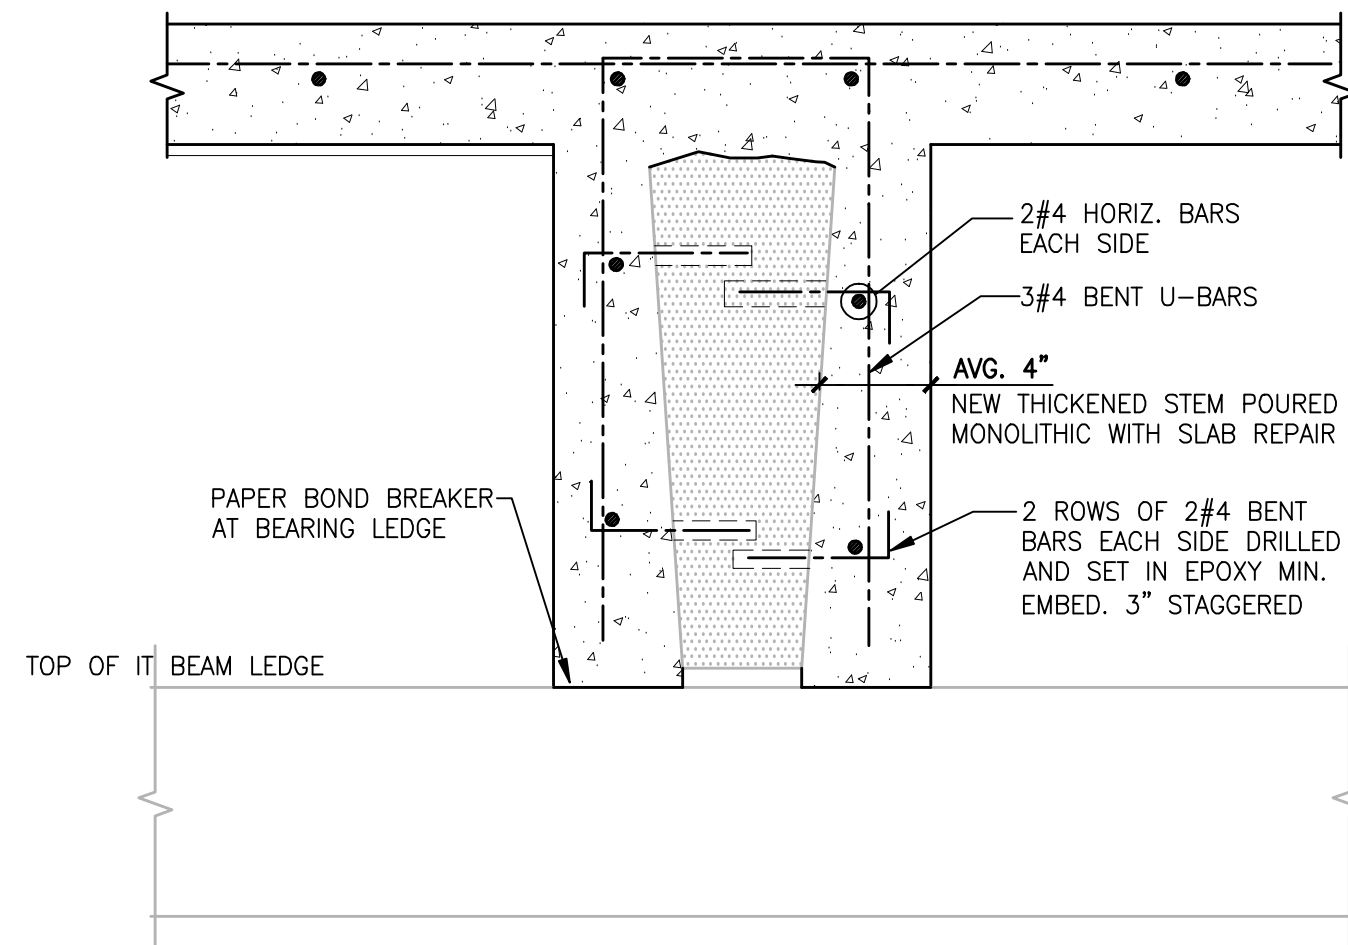 2#4 HORIZ. BARS
EACH SIDE
3#4 BENT U-BARS
AVG. 4"
NEW THICKENED STEM POURED
MONOLITHIC WITH SLAB REPAIR
PAPER BOND BREAKER
AT BEARING LEDGE
2 ROWS OF 2#4 BENT
BARS EACH SIDE DRILLED
AND SET IN EPOXY MIN.
EMBED. 3" STAGGERED
TOP OF IT BEAM LEDGE